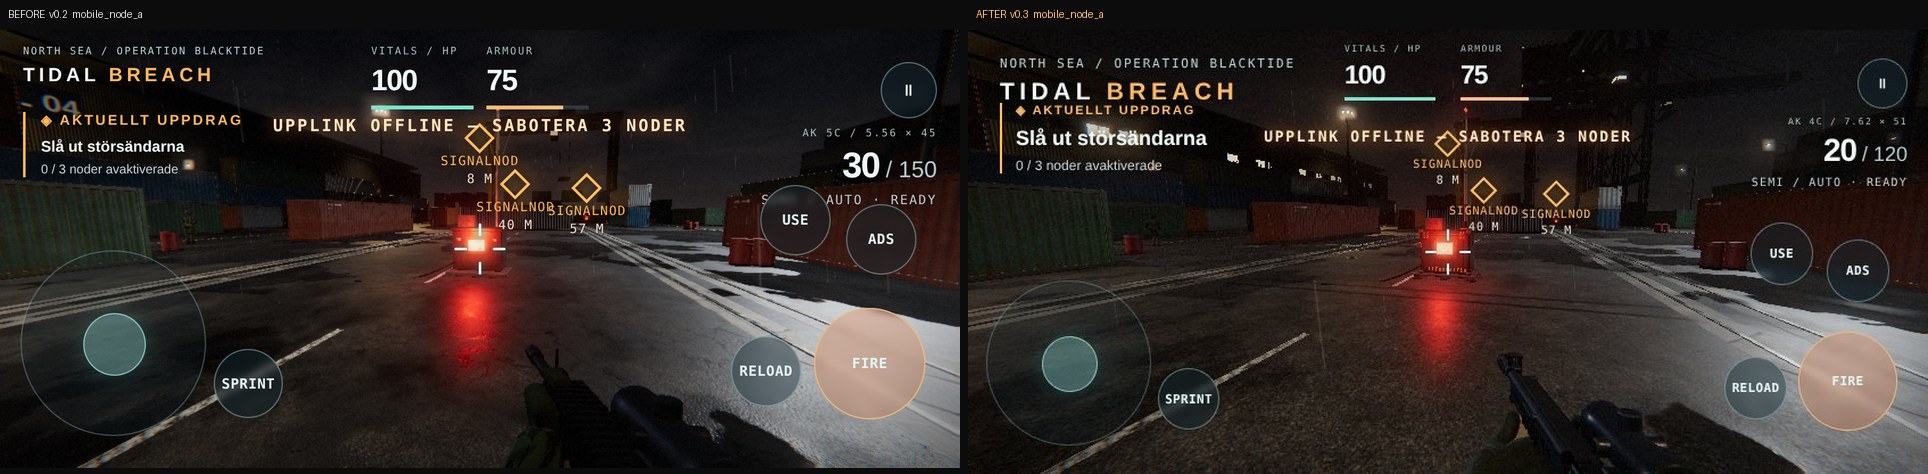 BEFORE v0.2 mobile_node_a
NORTH SEA / OPERATION BLACKTIDE
TIDAL BREACH
VITALS / HP
100
ARMOUR
75
II
- 04
◈ AKTUELLT UPPDRAG
Slå ut störsändarna
0 / 3 noder avaktiverade
UPPLINK OFFLINE — SABOTERA 3 NODER
SIGNALNOD
8 M
SIGNALNOD
40 M
SIGNALNOD
57 M
AK 5C / 5.56 × 45
30 / 150
AUTO · READY
USE
ADS
SPRINT
RELOAD
FIRE
AFTER v0.3 mobile_node_a
NORTH SEA / OPERATION BLACKTIDE
TIDAL BREACH
VITALS / HP
100
ARMOUR
75
II
◈ AKTUELLT UPPDRAG
Slå ut störsändarna
0 / 3 noder avaktiverade
UPPLINK OFFLINE — SABOTERA 3 NODER
SIGNALNOD
8 M
SIGNALNOD
40 M
SIGNALNOD
57 M
AK 4C / 7.62 × 51
20 / 120
SEMI / AUTO · READY
USE
ADS
SPRINT
RELOAD
FIRE